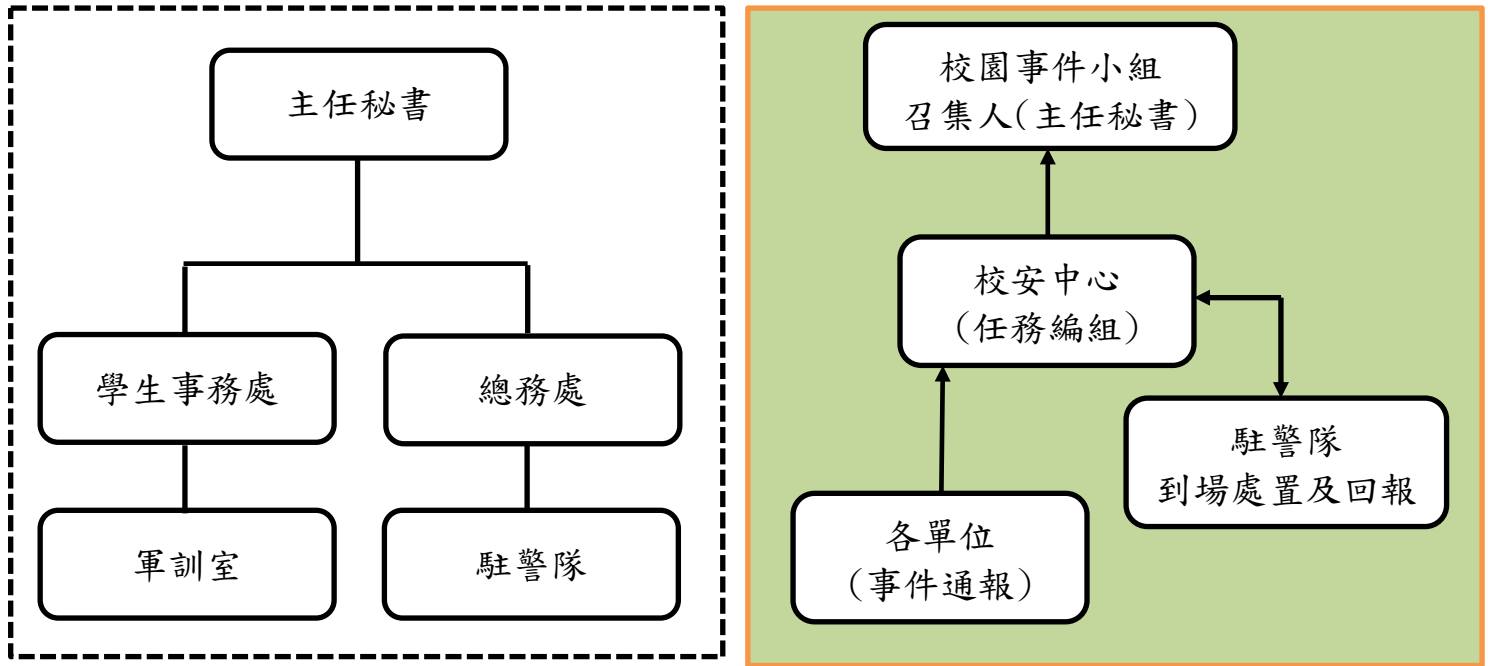 主任秘書
學生事務處
總務處
軍訓室
駐警隊
校園事件小組
召集人(主任秘書)
校安中心
(任務編組)
駐警隊
到場處置及回報
各單位
(事件通報)